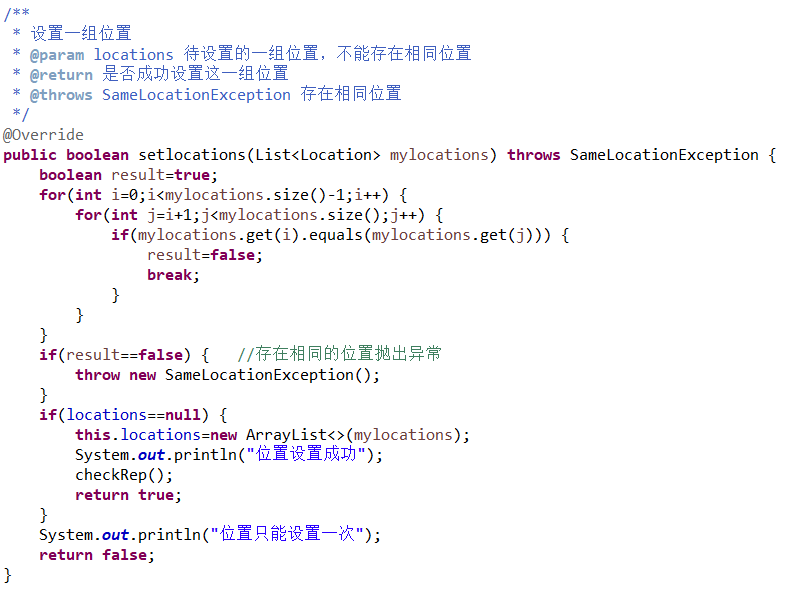 /**
 * 设置一组位置
 * @param locations 待设置的一组位置，不能存在相同位置
 * @return 是否成功设置这一组位置
 * @throws SameLocationException 存在相同位置
 */
@Override
public boolean setlocations(List<Location> mylocations) throws SameLocationException {
    boolean result=true;
    for(int i=0;i<mylocations.size()-1;i++) {
        for(int j=i+1;j<mylocations.size();j++) {
            if(mylocations.get(i).equals(mylocations.get(j))) {
                result=false;
                break;
            }
        }
    }
    if(result==false) {   //存在相同的位置抛出异常
        throw new SameLocationException();
    }
    if(locations==null) {
        this.locations=new ArrayList<>(mylocations);
        System.out.println("位置设置成功");
        checkRep();
        return true;
    }
    System.out.println("位置只能设置一次");
    return false;
}